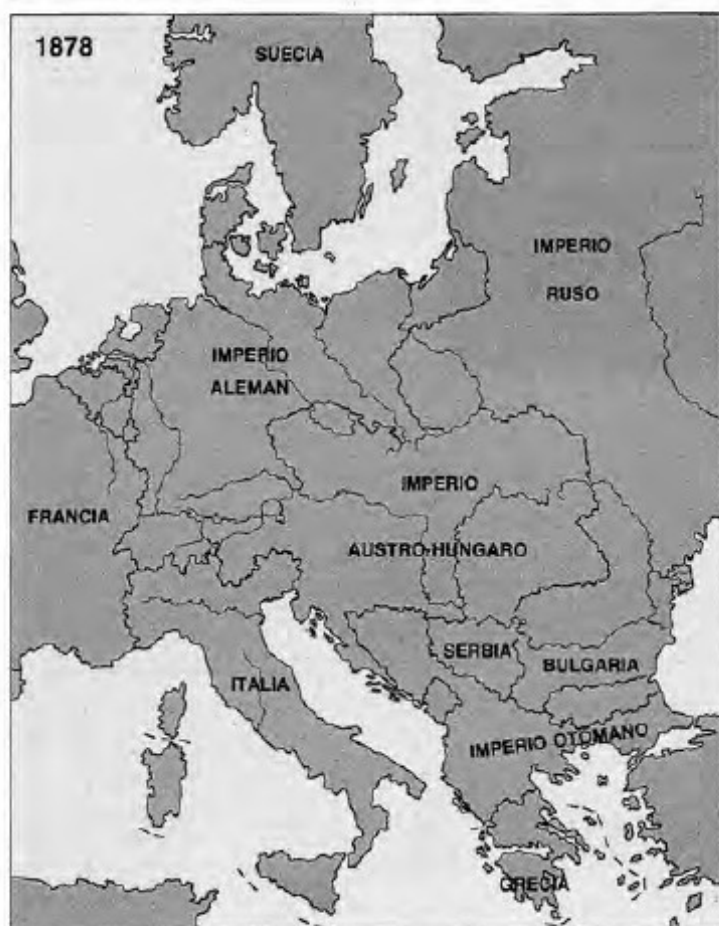 1878
SUECIA
IMPERIO
RUSO
IMPERIO
ALEMAN
IMPERIO
FRANCIA
AUSTRO-HUNGARO
SERBIA
BULGARIA
ITALIA
IMPERIO OTOMANO
GRECIA